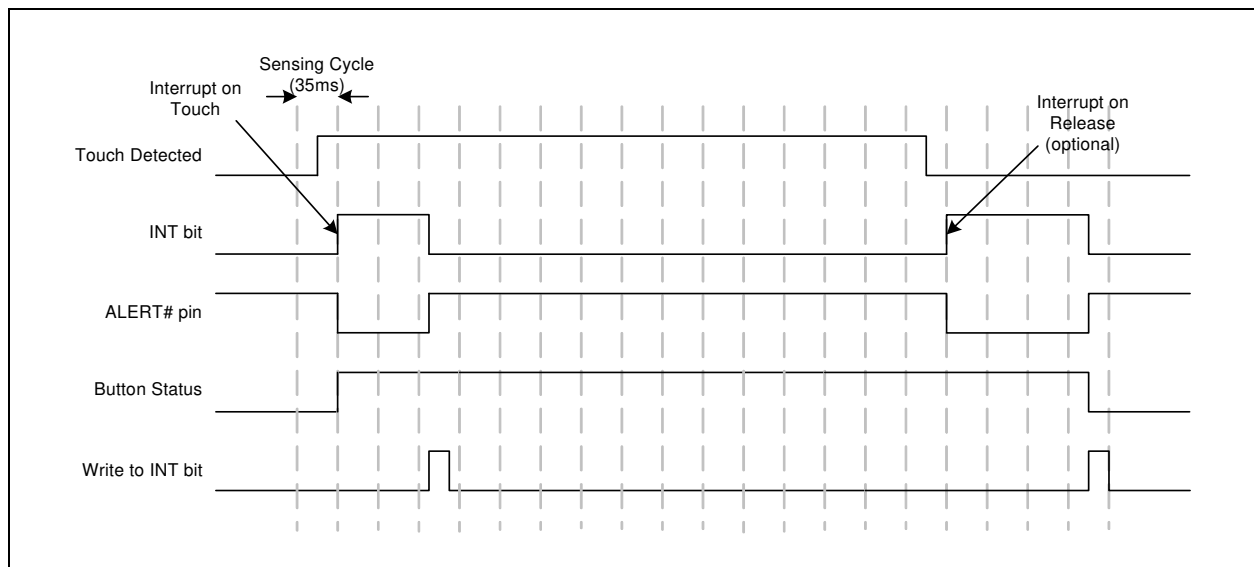 Sensing Cycle
(35ms)
Interrupt on
Touch
Interrupt on
Release
(optional)
Touch Detected
INT bit
ALERT# pin
Button Status
Write to INT bit